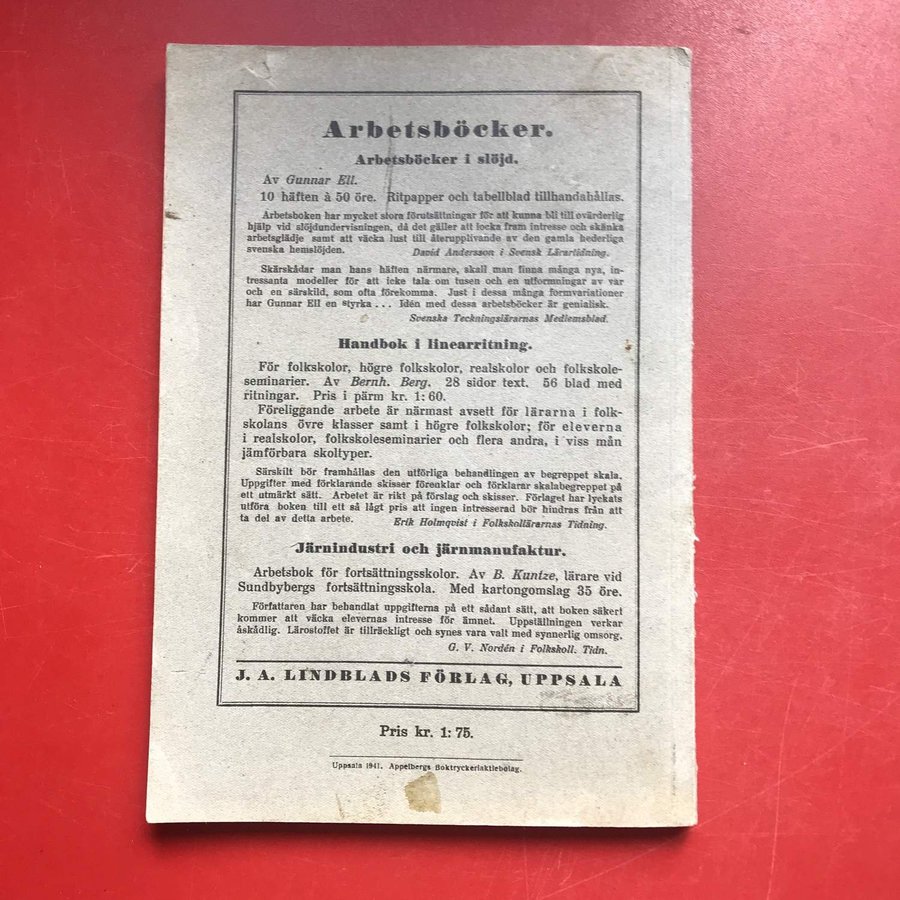 Arbetsböcker.
Arbetsböcker i slöjd.
Av Gunnar Ell.
10 häften à 50 öre. Ritpapper och tabellblad tillhandahållas.
Arbetsboken har mycket stora förutsättningar för att kunna bli till ovärderlig
hjälp vid slöjdundervisningen, då det gäller att locka fram intresse och skänka
arbetsglädje samt att väcka lust till återupplivande av den gamla hederliga
svenska hemslöjden. David Andersson i Svensk Lärartidning.
Skärskådar man hans häften närmare, skall man finna många nya, in-
tressanta modeller för att icke tala om tusen och en utformningar av var
och en särskild, som ofta förekomma. Just i dessa många formvariationer
har Gunnar Ell en styrka... Idén med dessa arbetsböcker är genialisk.
Svenska Teckningslärarnas Medlemsblad.
Handbok i linearritning.
För folkskolor, högre folkskolor, realskolor och folkskole-
seminarier. Av Bernh. Berg. 28 sidor text. 56 blad med
ritningar. Pris i pärm kr. 1:60.
Föreliggande arbete är närmast avsett för lärarna i folk-
skolans övre klasser samt i högre folkskolor; för eleverna
i realskolor, folkskoleseminarier och flera andra, i viss mån
jämförbara skoltyper.
Särskilt bör framhållas den utförliga behandlingen av begreppet skala.
Uppgifter med förklarande skisser förenklar och förklarar skalabegreppet på
ett utmärkt sätt. Arbetet är rikt på förslag och skisser. Förlaget har lyckats
utföra boken till ett så lågt pris att ingen intresserad bör hindras från att
ta del av detta arbete. Erik Holmqvist i Folkskollärarnas Tidning.
Järnindustri och järnmanufaktur.
Arbetsbok för fortsättningsskolor. Av B. Kuntze, lärare vid
Sundbybergs fortsättningsskola. Med kartongomslag 35 öre.
Författaren har behandlat uppgifterna på ett sådant sätt, att boken säkert
kommer att väcka elevernas intresse för ämnet. Uppställningen verkar
åskådlig. Lärostoffet är tillräckligt och synes vara valt med synnerlig omsorg.
G. V. Nordén i Folkskoll. Tidn.
J. A. LINDBLADS FÖRLAG, UPPSALA
Pris kr. 1:75.
Uppsala 1941. Appelbergs Boktryckeriaktiebolag.